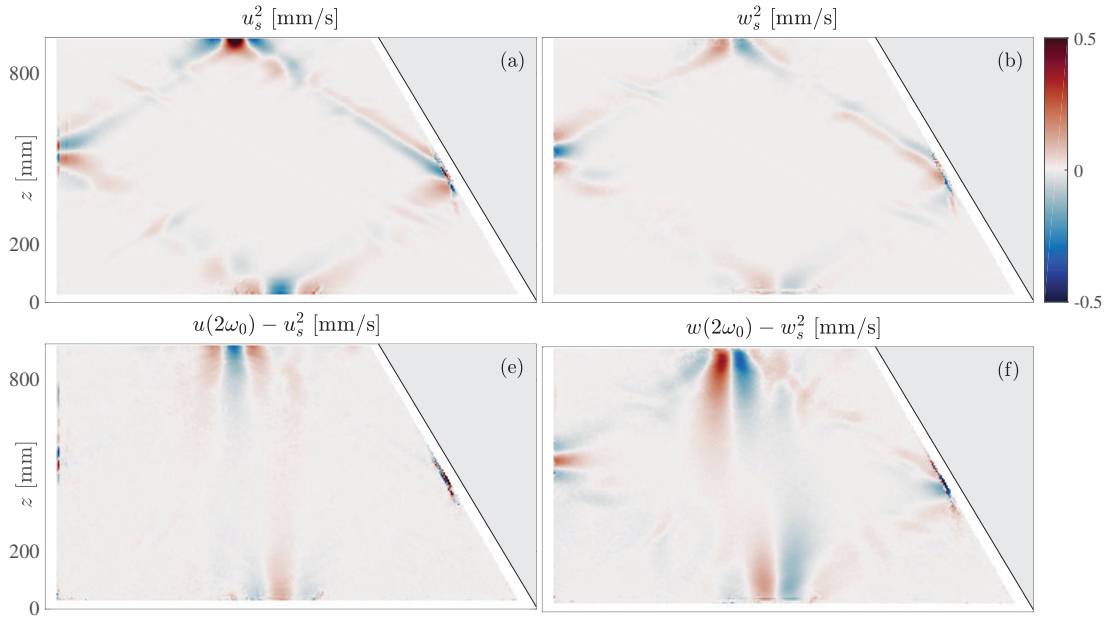 u_s^2 [mm/s] w_s^2 [mm/s]
(a) (b) 0.5
800
z [mm]
0
200
0 -0.5
u(2ω_0) − u_s^2 [mm/s] w(2ω_0) − w_s^2 [mm/s]
(e) (f)
800
z [mm]
200
0